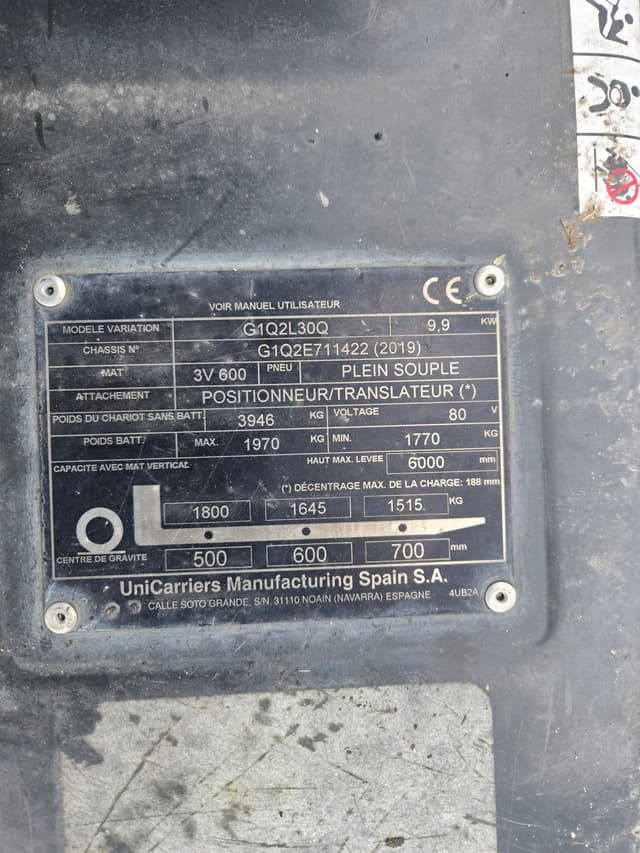 CE
VOIR MANUEL UTILISATEUR
MODELE VARIATION G1Q2L30Q 9,9 KW
CHASSIS N° G1Q2E711422 (2019)
MAT 3V 600 PNEU PLEIN SOUPLE
ATTACHEMENT POSITIONNEUR/TRANSLATEUR (*)
POIDS DU CHARIOT SANS BATT. 3946 KG VOLTAGE 80 V
POIDS BATT. MAX. 1970 KG MIN. 1770 KG
CAPACITE AVEC MAT VERTICAL HAUT MAX. LEVEE 6000 mm
(*) DÉCENTRAGE MAX. DE LA CHARGE: 188 mm
1800 1645 1515 KG
CENTRE DE GRAVITE 500 600 700 mm
UniCarriers Manufacturing Spain S.A.
CALLE SOTO GRANDE, S/N 31110 NOAIN (NAVARRA) ESPAGNE 4UB2A